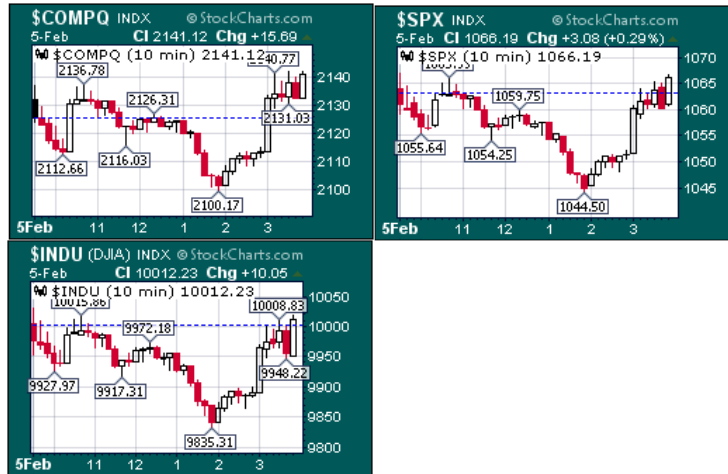 $COMPQ INDX © StockCharts.com
5-Feb Cl 2141.12 Chg +15.69
$COMPQ (10 min) 2141.12
2136.78
2126.31
2131.03
2112.66
2116.03
2100.17
2140
2130
2120
2110
2100
5Feb 11 12 1 2 3
$SPX INDX © StockCharts.com
5-Feb Cl 1066.19 Chg +3.08 (+0.29%)
$SPX (10 min) 1066.19
1059.75
1055.64
1054.25
1044.50
1070
1065
1060
1055
1050
1045
5Feb 11 12 1 2 3
$INDU (DJIA) INDX © StockCharts.com
5-Feb Cl 10012.23 Chg +10.05
$INDU (10 min) 10012.23
10015.86
10008.83
9972.18
9948.22
9927.97
9917.31
9835.31
10050
10000
9950
9900
9850
9800
5Feb 11 12 1 2 3